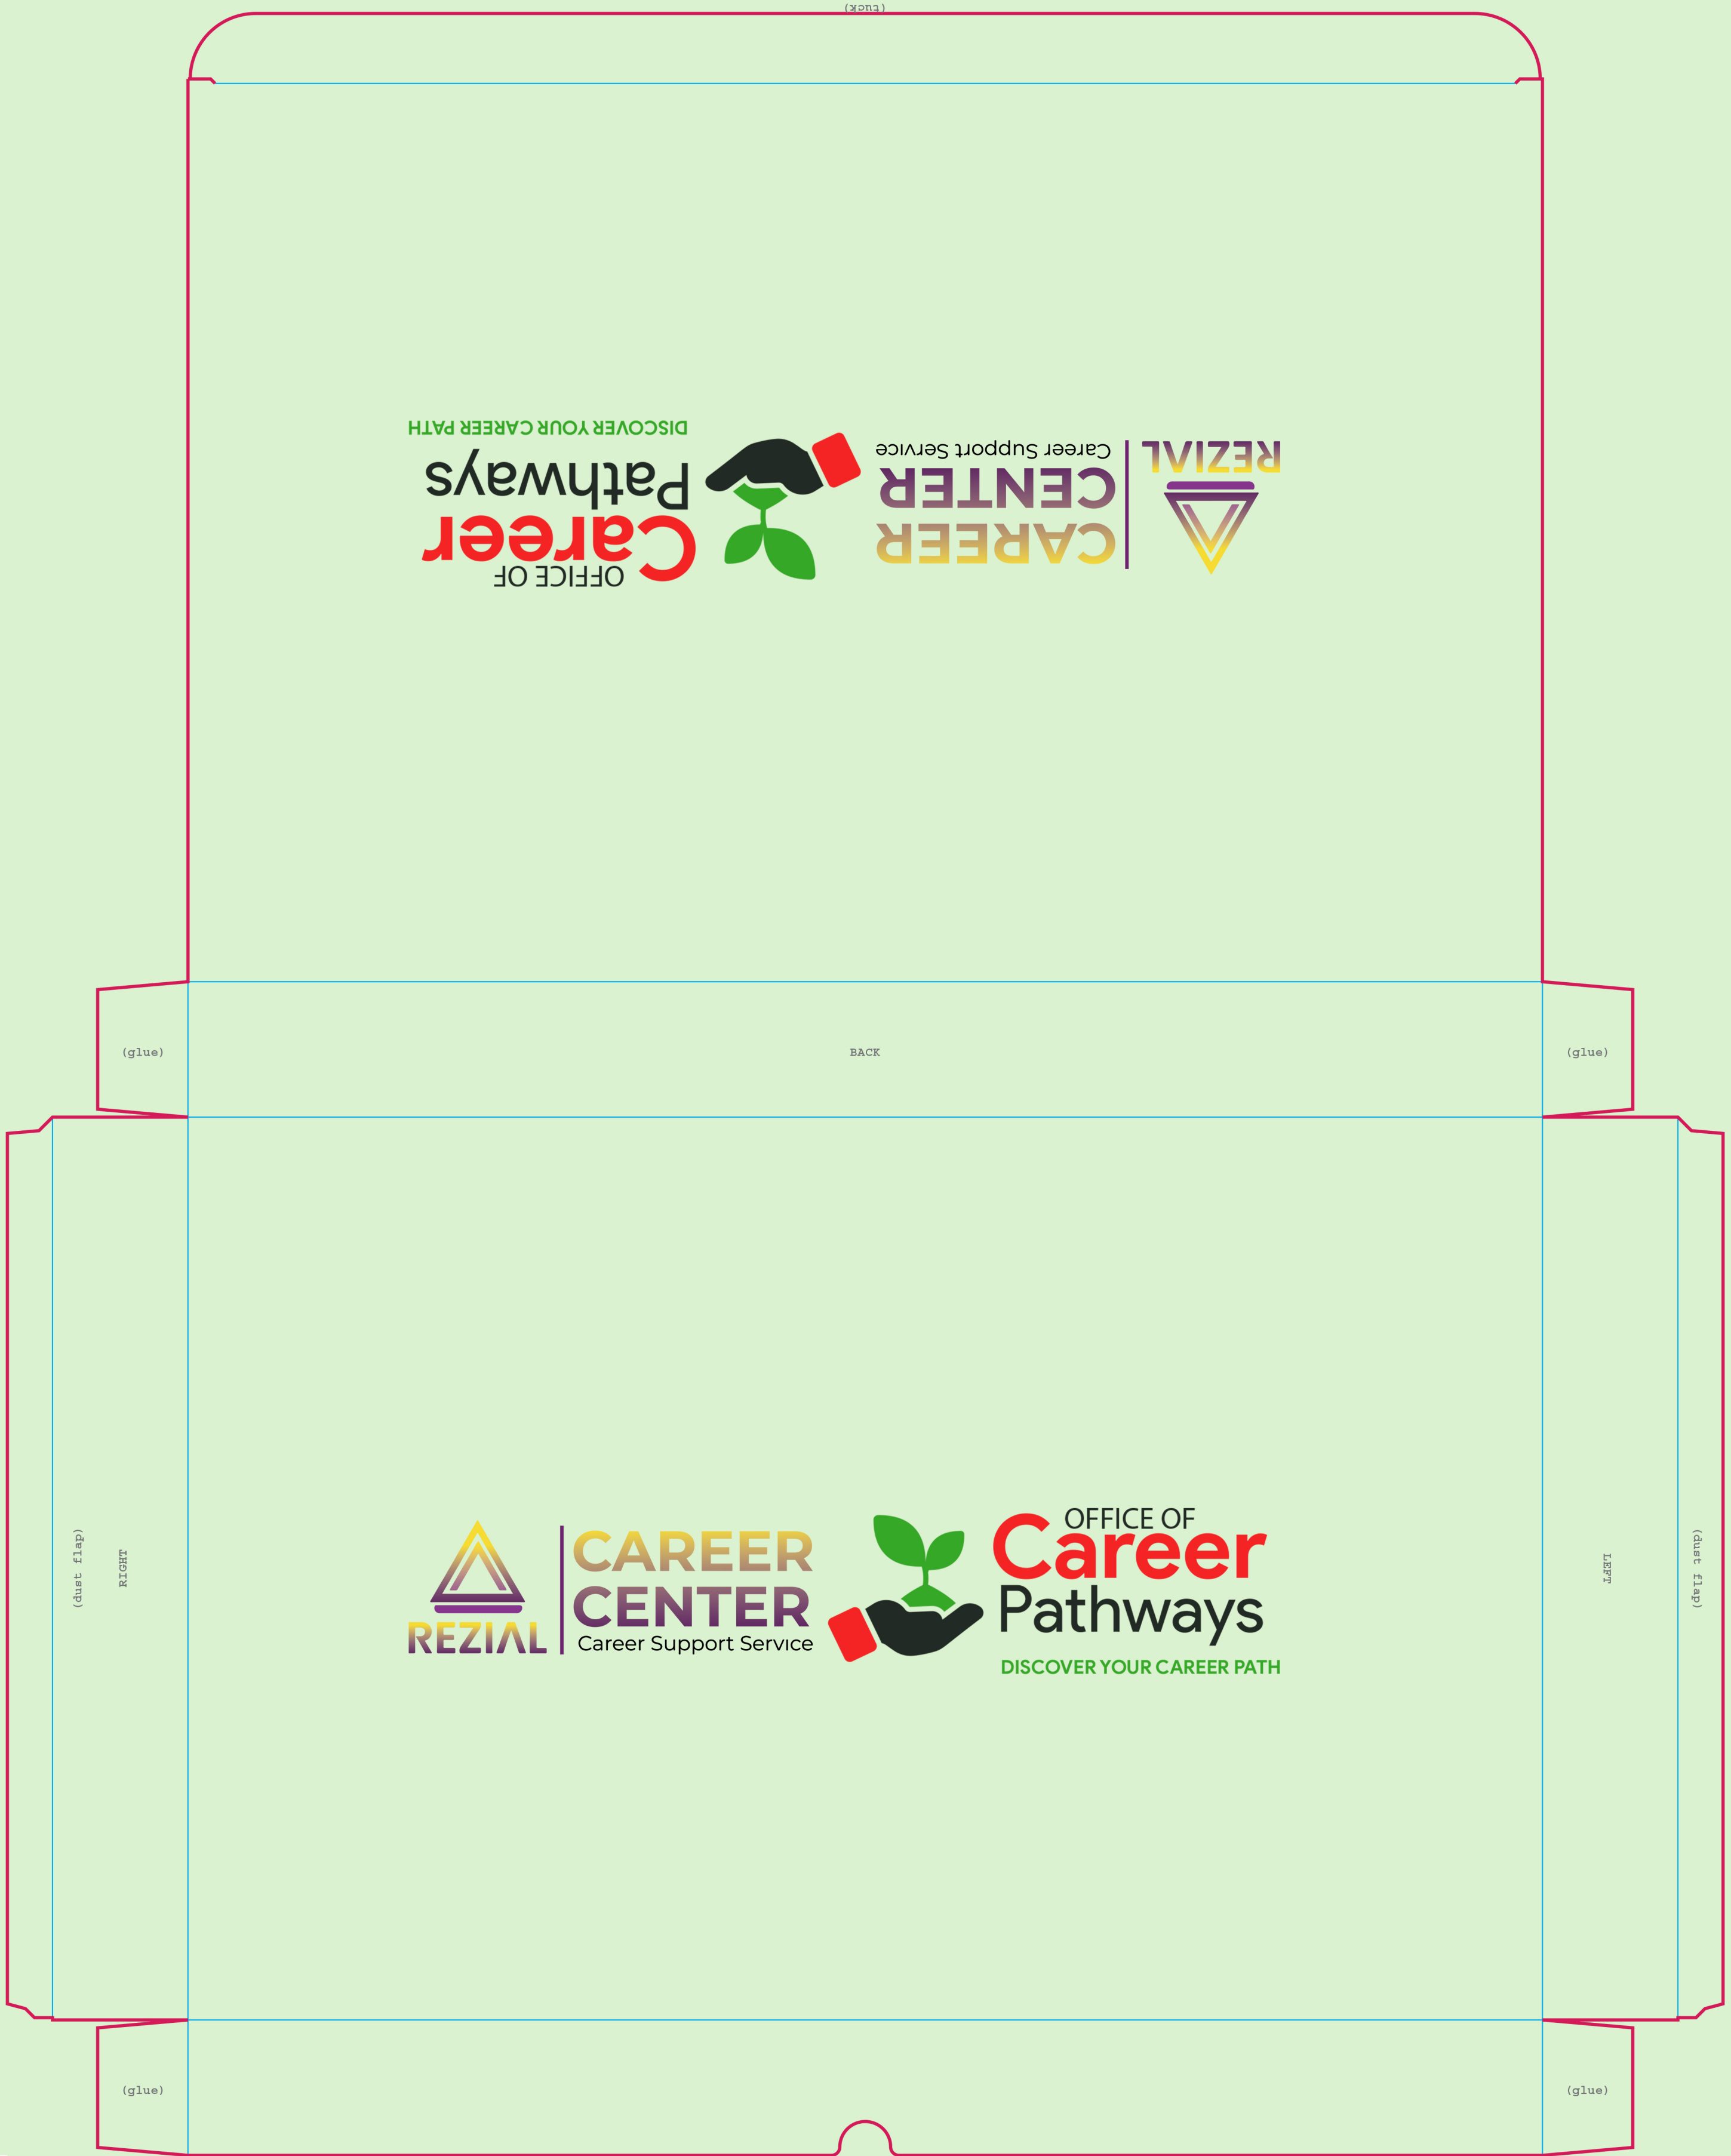 (tuck)
DISCOVER YOUR CAREER PATH
Pathways
Career
OFFICE OF
Career Support Service
CENTER
CAREER
REZIAL
(glue)
BACK
(glue)
(dust flap)
RIGHT
REZIAL
CAREER
CENTER
Career Support Service
OFFICE OF
Career
Pathways
DISCOVER YOUR CAREER PATH
LEFT
(dust flap)
(glue)
(glue)